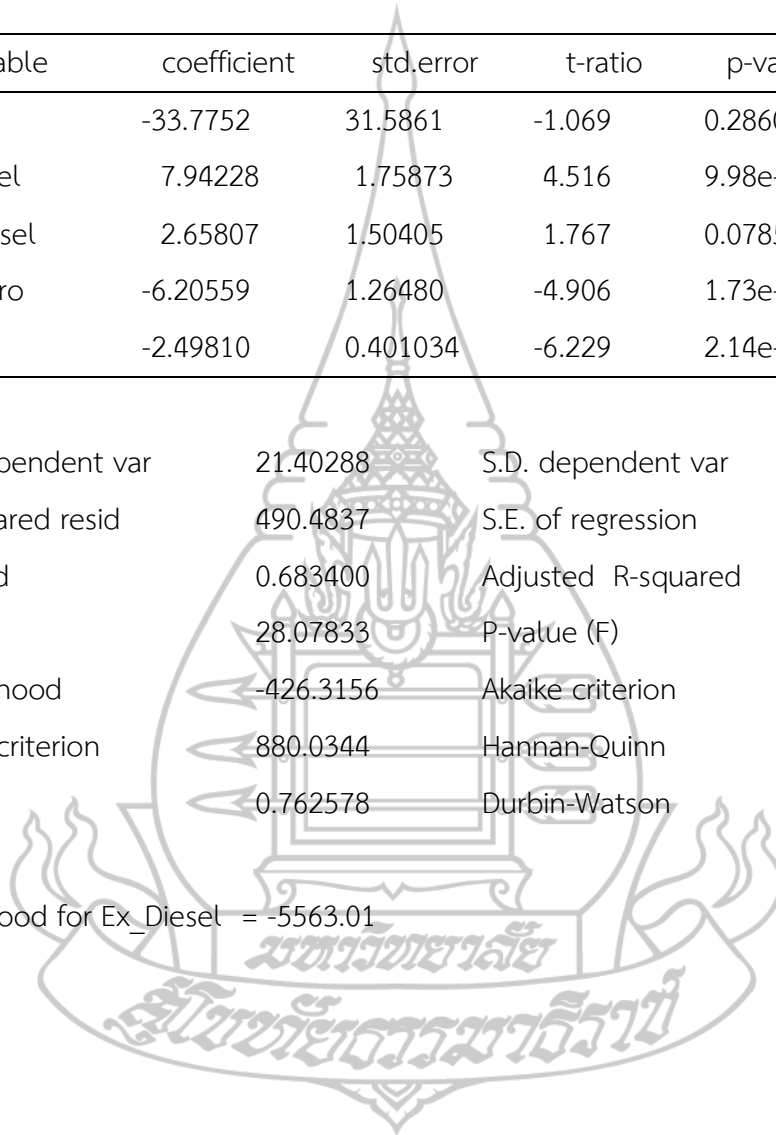 able coefficient std.error t-ratio p-va
-33.7752 31.5861 -1.069 0.2860
el 7.94228 1.75873 4.516 9.98e-
sel 2.65807 1.50405 1.767 0.0785
ro -6.20559 1.26480 -4.906 1.73e-
-2.49810 0.401034 -6.229 2.14e-
pendent var 21.40288 S.D. dependent var
ared resid 490.4837 S.E. of regression
d 0.683400 Adjusted R-squared
28.07833 P-value (F)
hood -426.3156 Akaike criterion
criterion 880.0344 Hannan-Quinn
0.762578 Durbin-Watson
ood for Ex_Diesel = -5563.01
มหาวิทยาลัย
สุโขทัยธรรมาธิราช